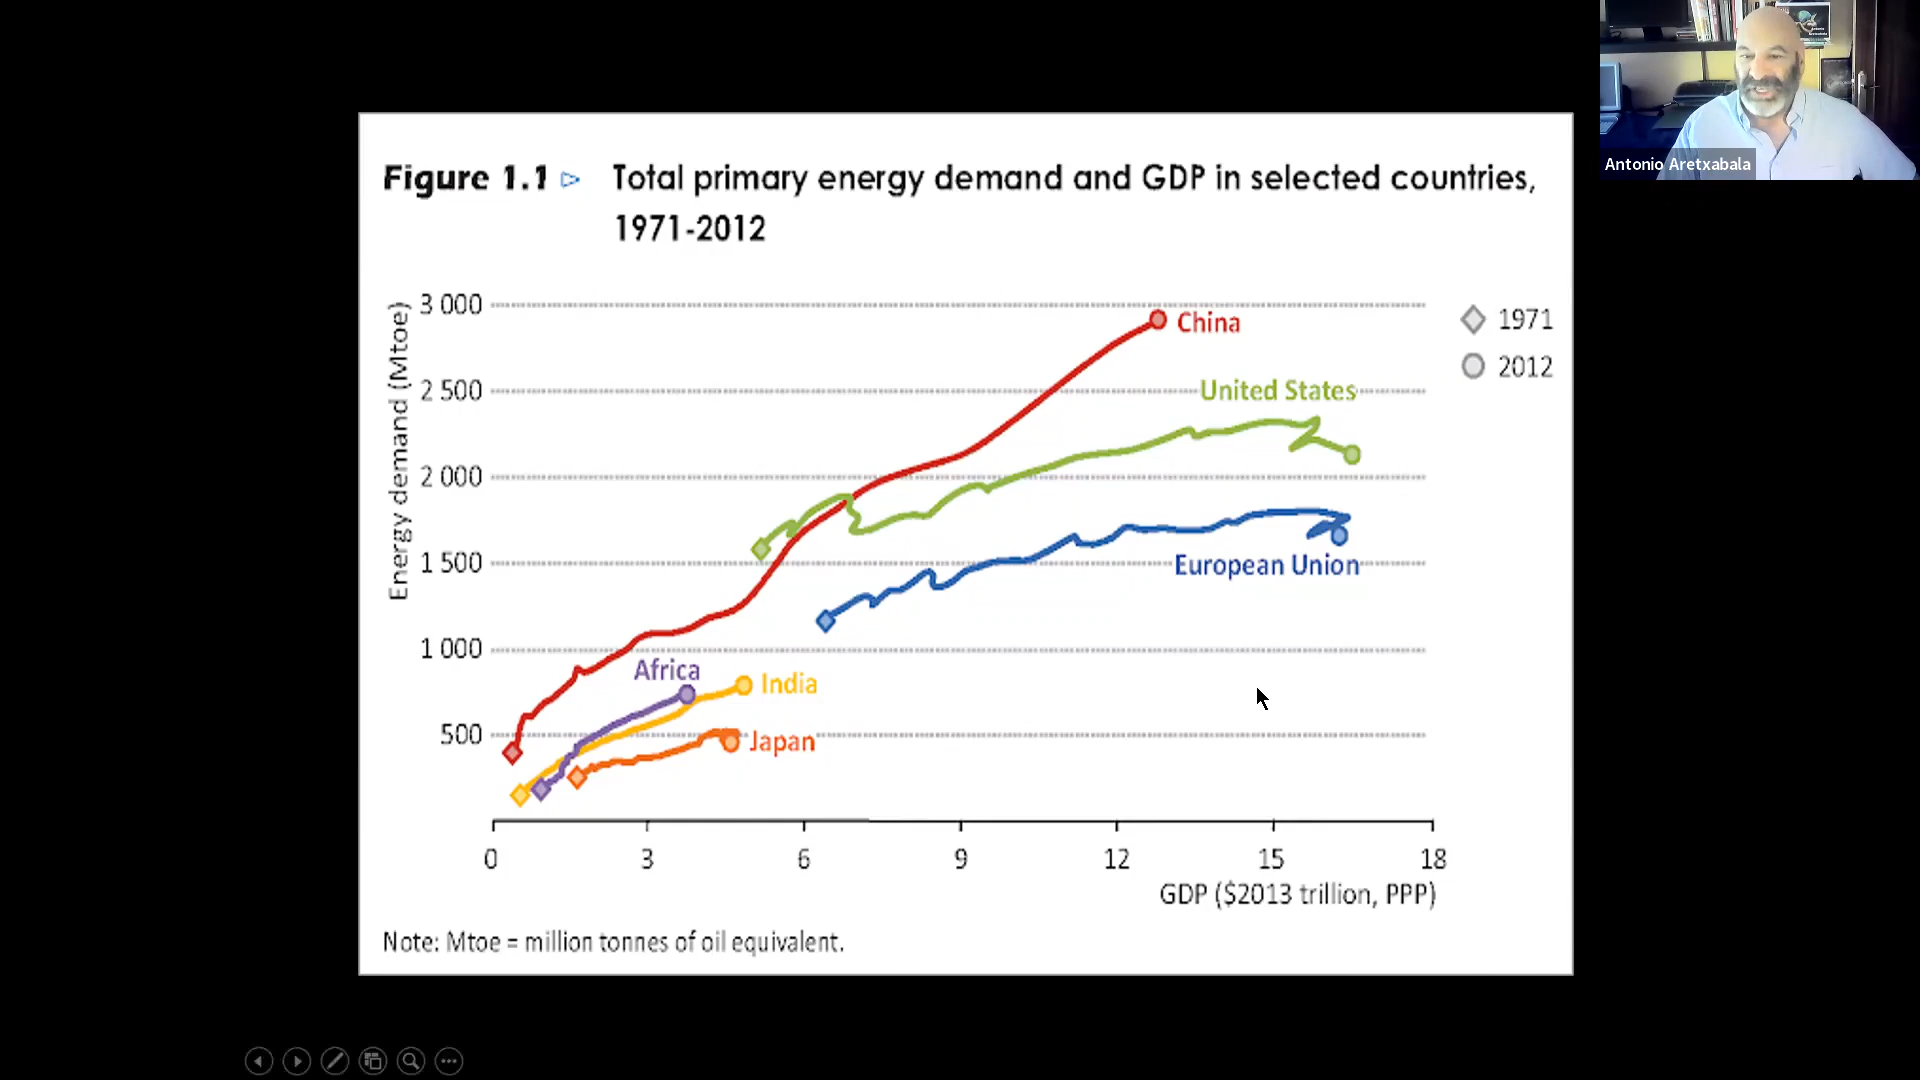 Antonio Aretxabala
Figure 1.1 ▷ Total primary energy demand and GDP in selected countries,
1971-2012
Energy demand (Mtoe)
3 000
2 500
2 000
1 500
1 000
500
China
United States
European Union
Africa
India
Japan
1971
2012
0 3 6 9 12 15 18
GDP ($2013 trillion, PPP)
Note: Mtoe = million tonnes of oil equivalent.